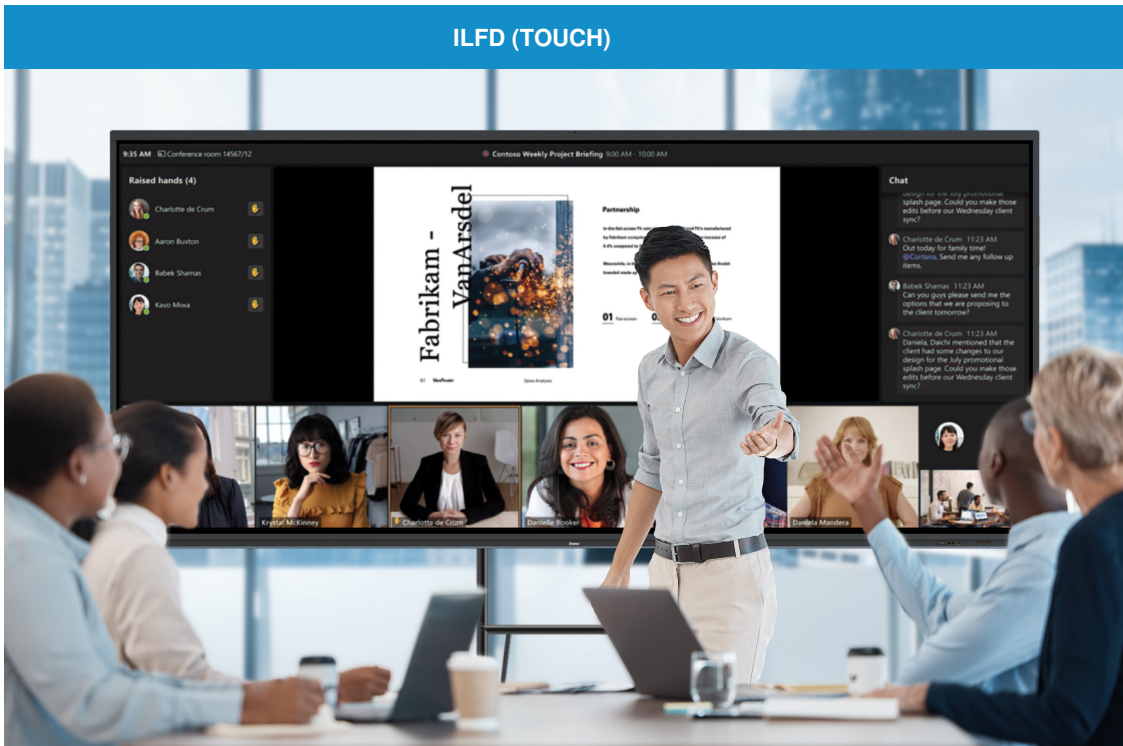 ILFD (TOUCH)
9:35 AM Conference room 14567/12
Contoso Weekly Project Briefing 9:00 AM - 10:00 AM
Raised hands (4)
Charlotte de Crum
Aaron Buxton
Babek Shamas
Kayo Miwa
Fabrikam -
VanArsdel
Partnership
01 Flat screen
Sales Analysis
Chat
design for the July promotional
splash page. Could you make those
edits before our Wednesday client
sync?
Charlotte de Crum 11:23 AM
Out today for family time!
@Cortana, Send me any follow up
items.
Babek Shamas 11:23 AM
Can you guys please send me the
options that we are proposing to
the client tomorrow?
Charlotte de Crum 11:23 AM
Daniela, Daichi mentioned that the
client had some changes to our
design for the July promotional
splash page. Could you make those
edits before our Wednesday client
sync?
Krystal McKinney
Charlotte de Crum
Danielle Booker
Daniela Mandera